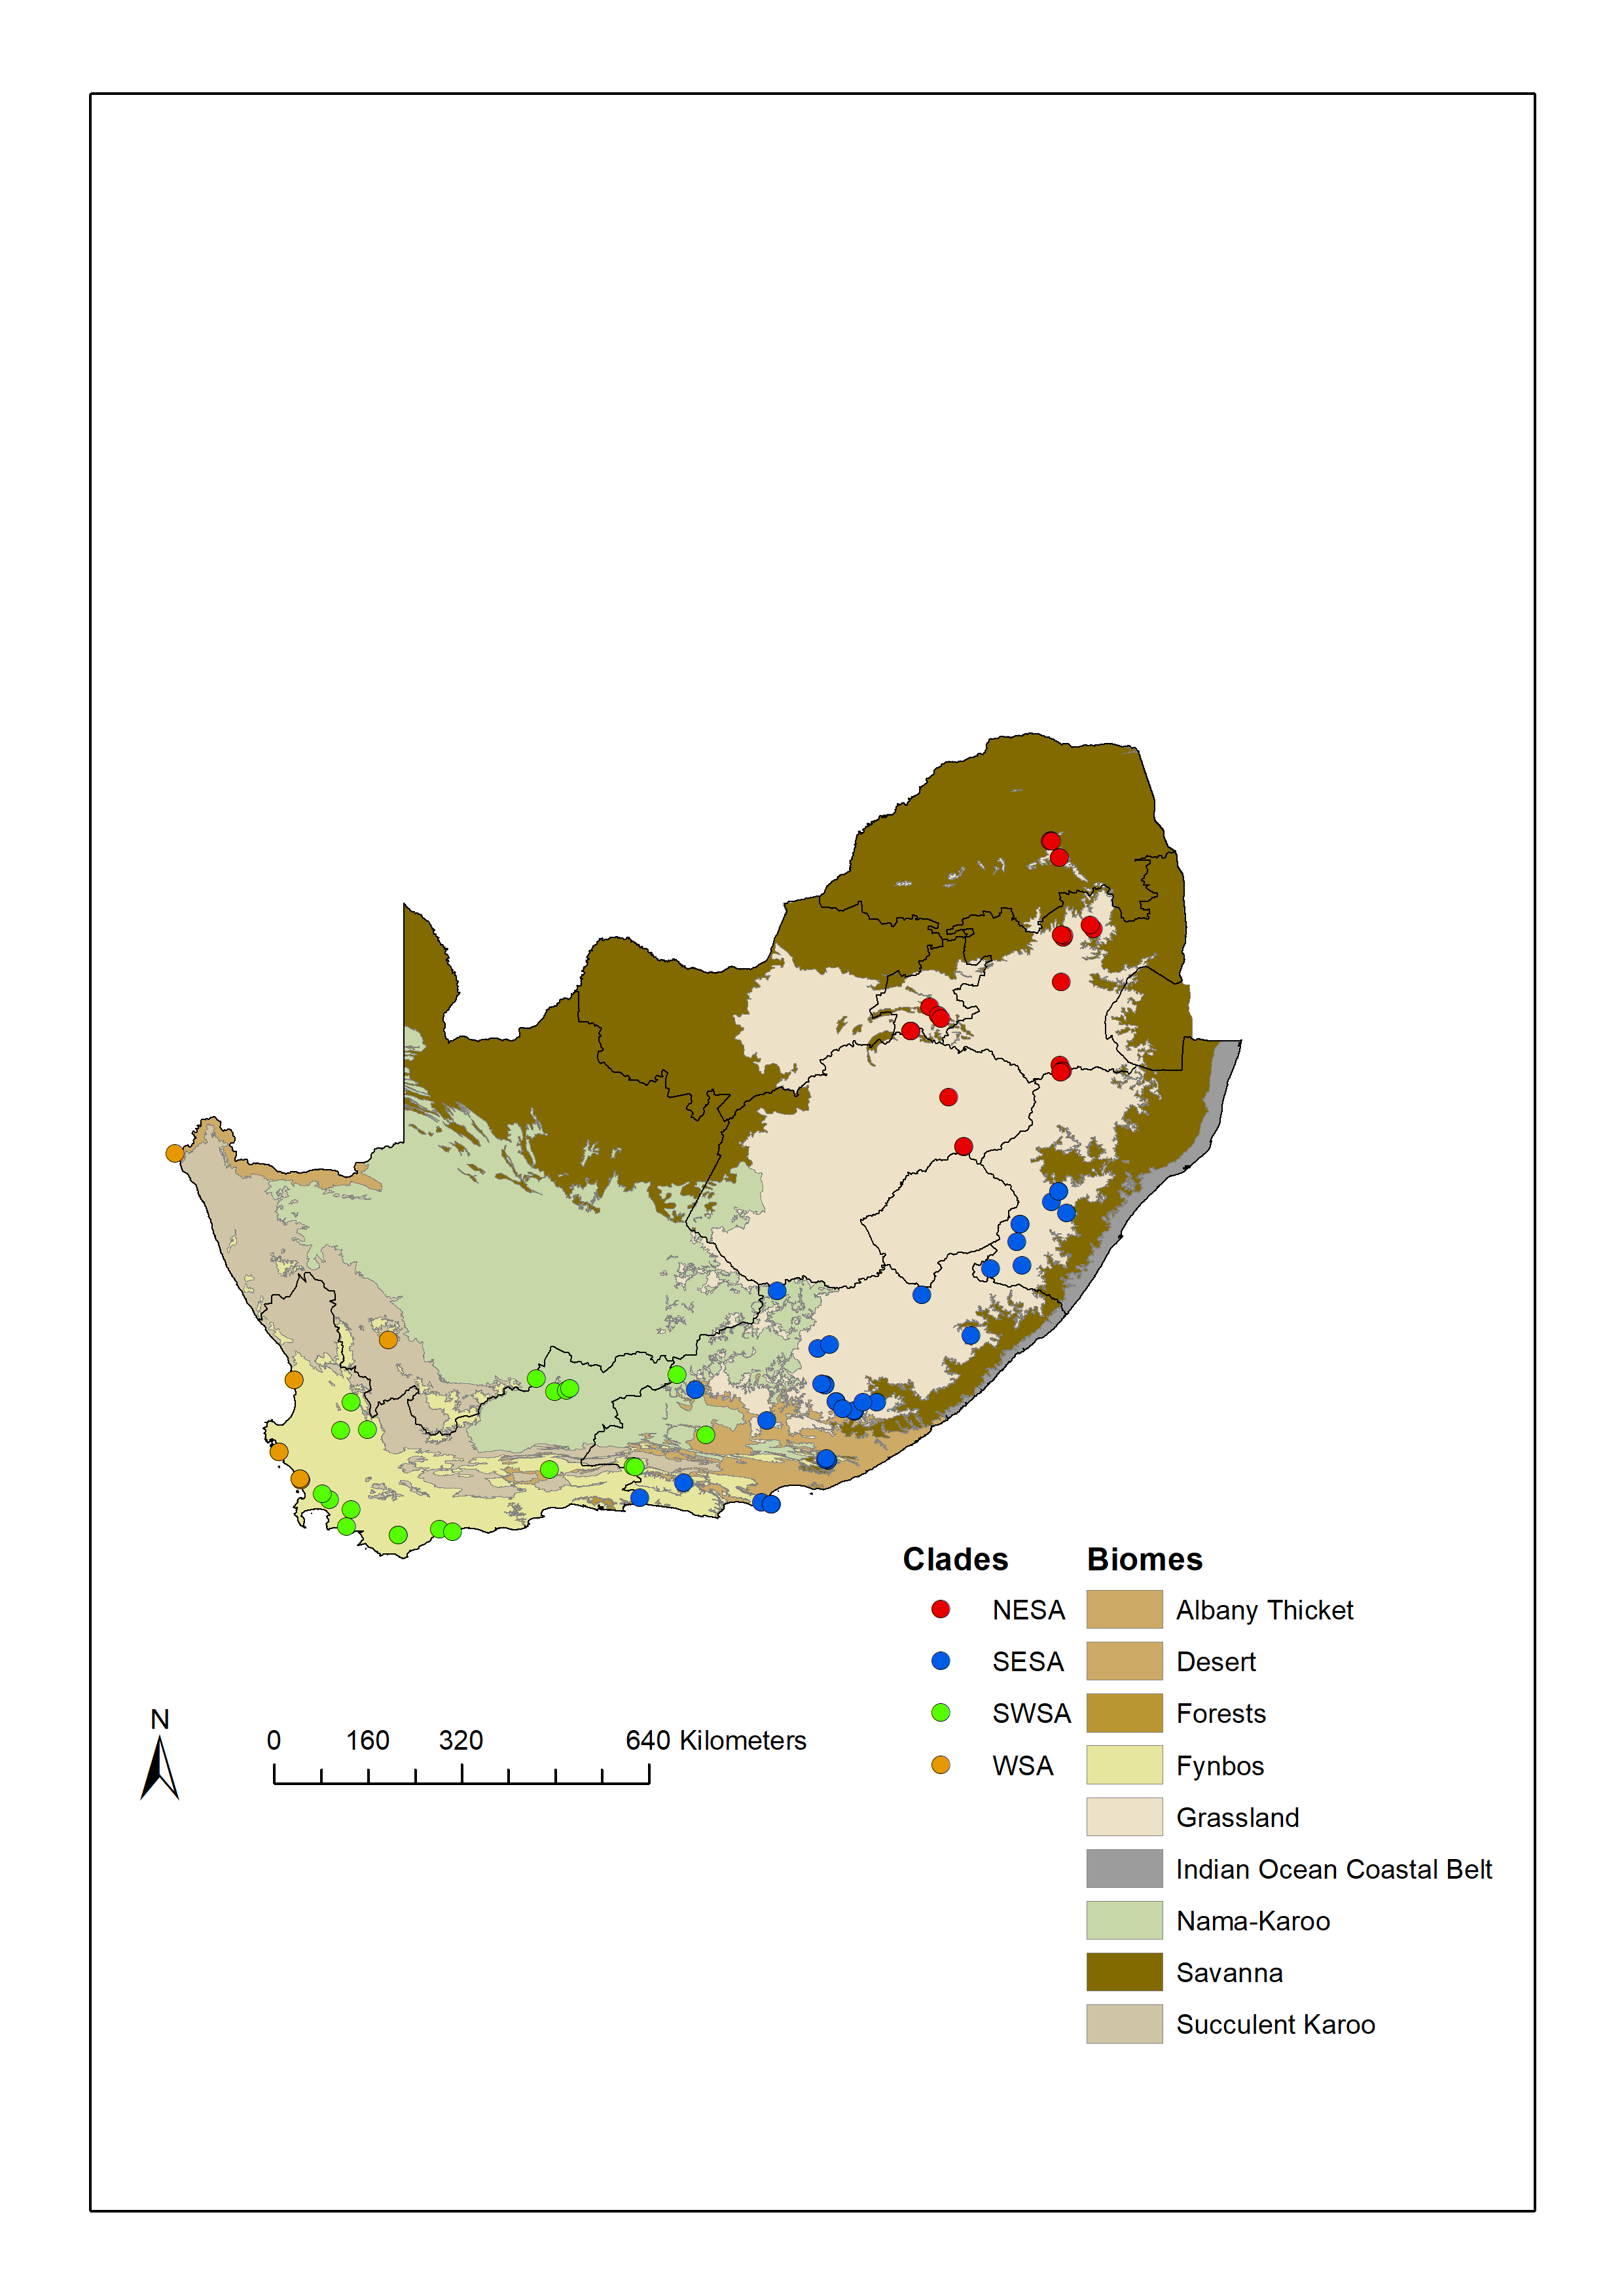 Clades Biomes
NESA Albany Thicket
SESA Desert
SWSA Forests
WSA Fynbos
Grassland
Indian Ocean Coastal Belt
Nama-Karoo
Savanna
Succulent Karoo
N
0 160 320 640 Kilometers